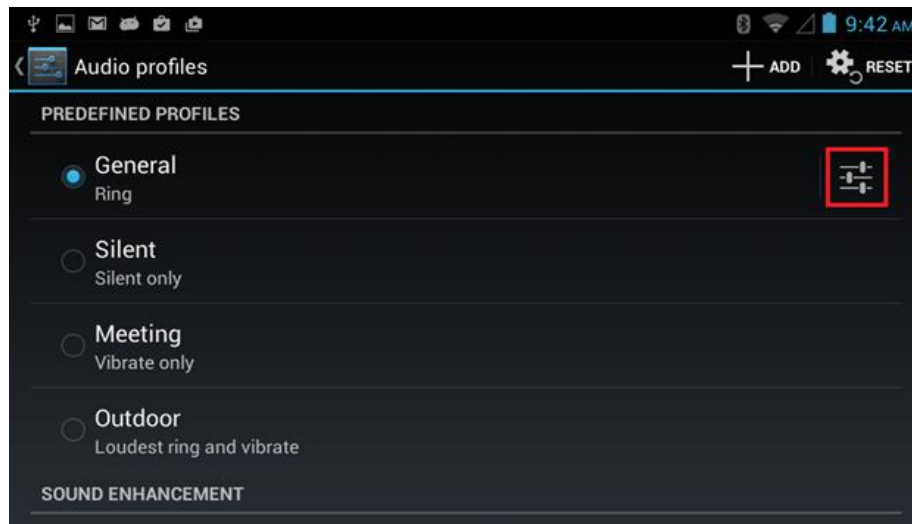 9:42 AM
Audio profiles
ADD
RESET
PREDEFINED PROFILES
General
Ring
Silent
Silent only
Meeting
Vibrate only
Outdoor
Loudest ring and vibrate
SOUND ENHANCEMENT